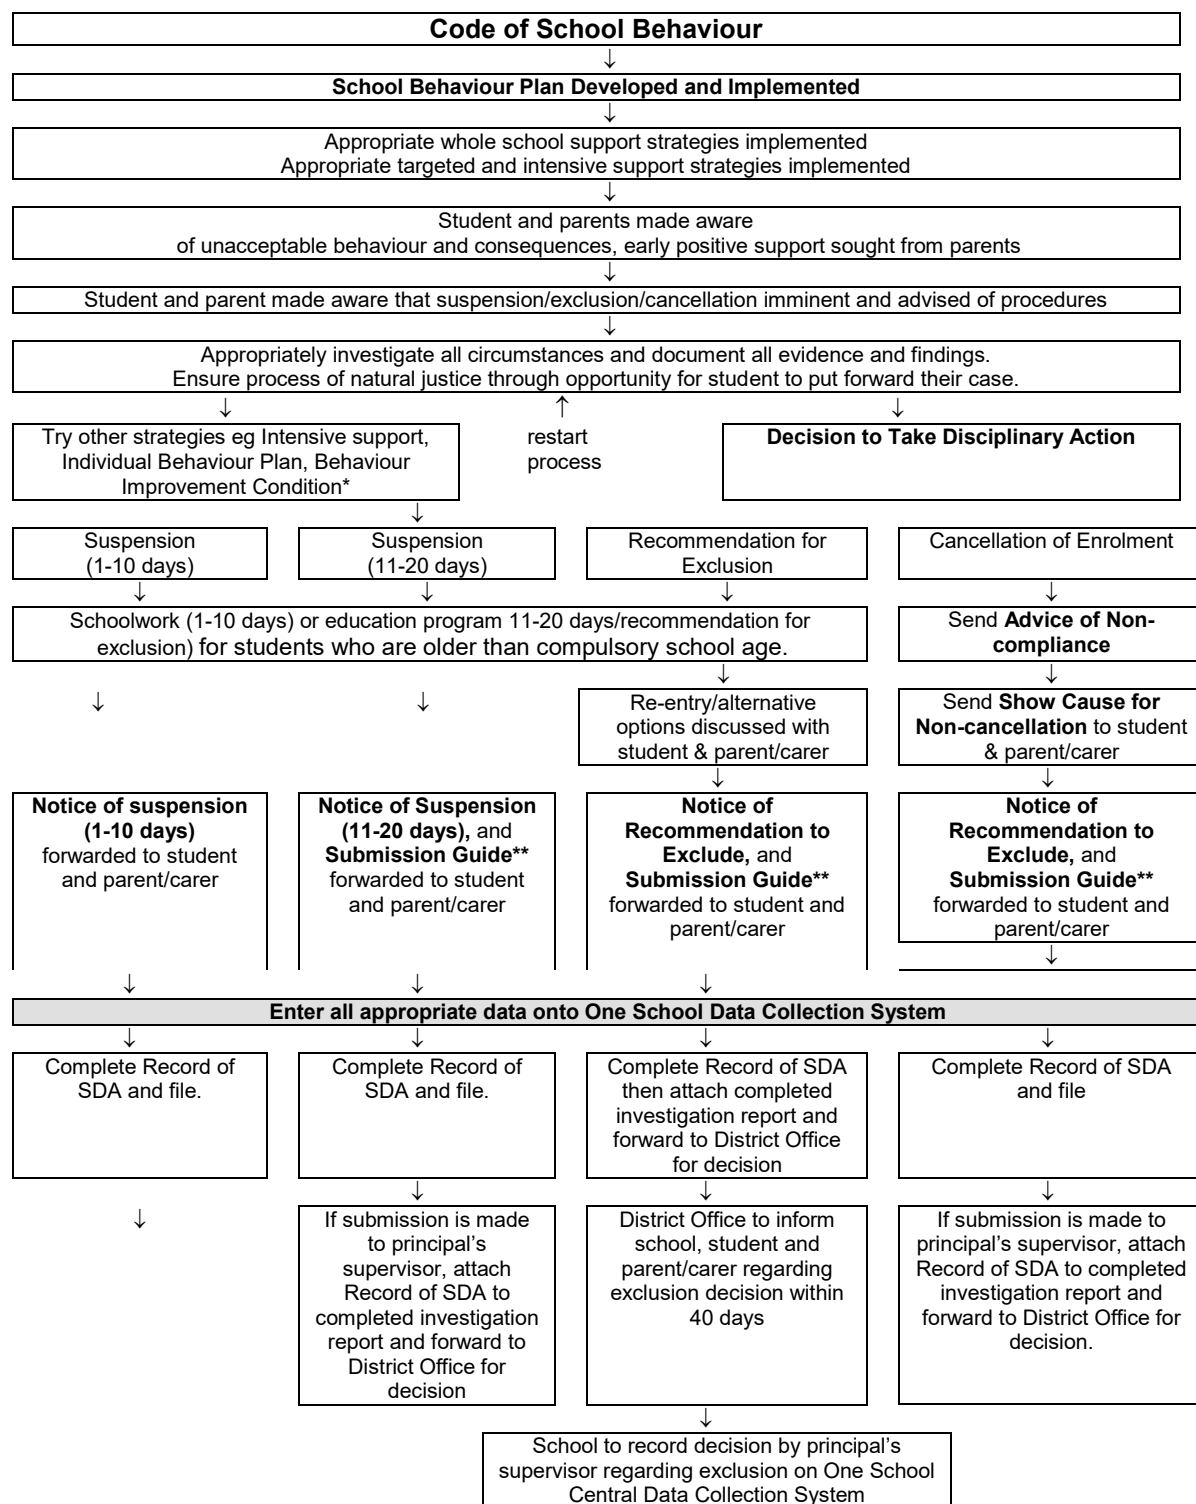 Code of School Behaviour
↓
School Behaviour Plan Developed and Implemented
↓
Appropriate whole school support strategies implemented
Appropriate targeted and intensive support strategies implemented
↓
Student and parents made aware
of unacceptable behaviour and consequences, early positive support sought from parents
↓
Student and parent made aware that suspension/exclusion/cancellation imminent and advised of procedures
↓
Appropriately investigate all circumstances and document all evidence and findings.
Ensure process of natural justice through opportunity for student to put forward their case.
↓ ↑ ↓
Try other strategies eg Intensive support,
Individual Behaviour Plan, Behaviour
Improvement Condition*
restart
process
Decision to Take Disciplinary Action
↓
Suspension
(1-10 days)
Suspension
(11-20 days)
Recommendation for
Exclusion
Cancellation of Enrolment
↓ ↓ ↓ ↓
Schoolwork (1-10 days) or education program 11-20 days/recommendation for
exclusion) for students who are older than compulsory school age.
Send Advice of Non-
compliance
↓ ↓ ↓ ↓
Re-entry/alternative
options discussed with
student & parent/carer
Send Show Cause for
Non-cancellation to student
& parent/carer
↓ ↓
Notice of suspension
(1-10 days)
forwarded to student
and parent/carer
Notice of Suspension
(11-20 days), and
Submission Guide**
forwarded to student
and parent/carer
Notice of
Recommendation to
Exclude, and
Submission Guide**
forwarded to student and
parent/carer
Notice of
Recommendation to
Exclude, and
Submission Guide**
forwarded to student and
parent/carer
↓
↓ ↓ ↓
Enter all appropriate data onto One School Data Collection System
↓ ↓ ↓ ↓
Complete Record of
SDA and file.
Complete Record of
SDA and file.
Complete Record of SDA
then attach completed
investigation report and
forward to District Office
for decision
Complete Record of SDA
and file
↓ ↓ ↓ ↓
If submission is made
to principal's
supervisor, attach
Record of SDA to
completed investigation
report and forward to
District Office for
decision
District Office to inform
school, student and
parent/carer regarding
exclusion decision within
40 days
If submission is made to
principal's supervisor, attach
Record of SDA to completed
investigation report and
forward to District Office for
decision.
↓
School to record decision by principal's
supervisor regarding exclusion on One School
Central Data Collection System